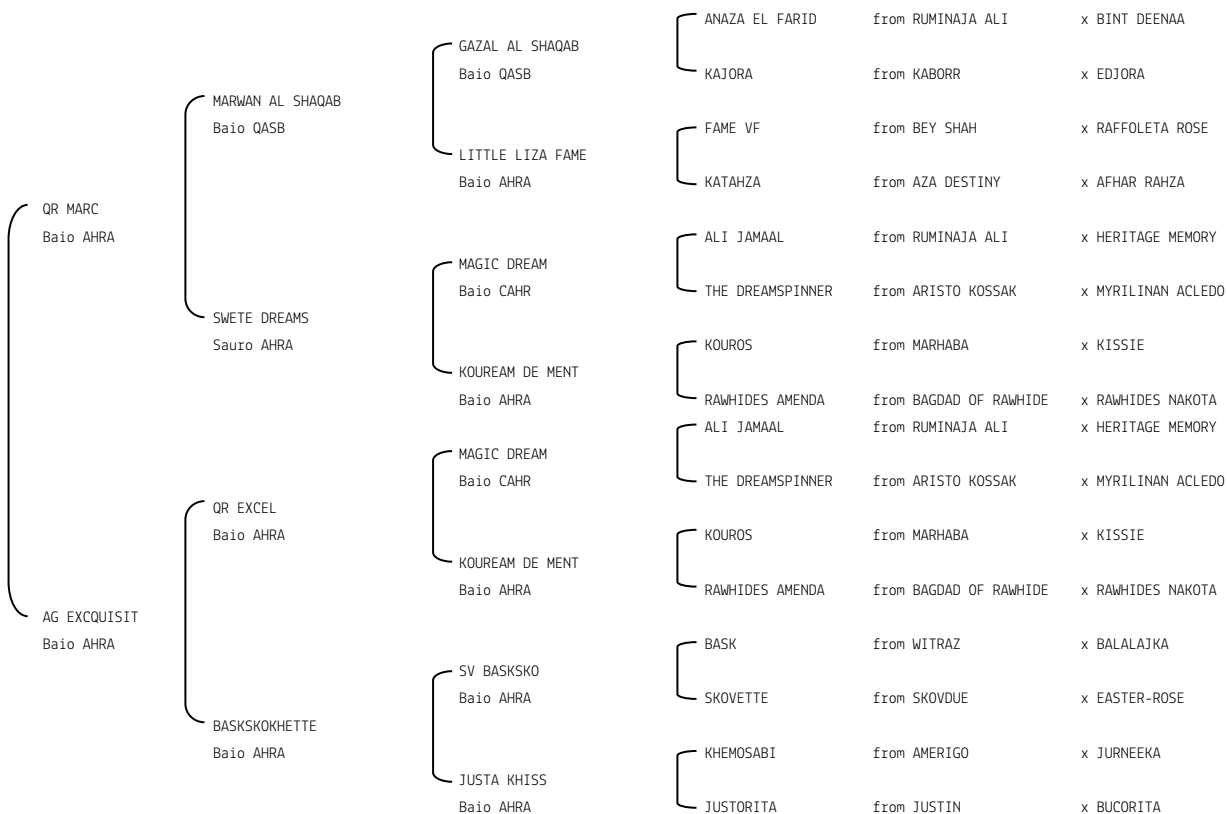 ANAZA EL FARID from RUMINAJA ALI x BINT DEENAA
GAZAL AL SHAQAB
Baio QASB
KAJORA from KABORR x EDJORA
MARWAN AL SHAQAB
Baio QASB
FAME VF from BEY SHAH x RAFFOLETA ROSE
LITTLE LIZA FAME
Baio AHRA
KATAHZA from AZA DESTINY x AFHAR RAHZA
QR MARC
Baio AHRA
ALI JAMAAL from RUMINAJA ALI x HERITAGE MEMORY
MAGIC DREAM
Baio CAHR
THE DREAMSPINNER from ARISTO KOSSAK x MYRILINAN ACLEDO
SWETE DREAMS
Sauro AHRA
KOUROS from MARHABA x KISSIE
KOUREAM DE MENT
Baio AHRA
RAWHIDES AMENDA from BAGDAD OF RAWHIDE x RAWHIDES NAKOTA
ALI JAMAAL from RUMINAJA ALI x HERITAGE MEMORY
MAGIC DREAM
Baio CAHR
THE DREAMSPINNER from ARISTO KOSSAK x MYRILINAN ACLEDO
QR EXCEL
Baio AHRA
KOUROS from MARHABA x KISSIE
KOUREAM DE MENT
Baio AHRA
RAWHIDES AMENDA from BAGDAD OF RAWHIDE x RAWHIDES NAKOTA
AG EXCQUISIT
Baio AHRA
BASK from WITRAZ x BALALAJKA
SV BASKSKO
Baio AHRA
SKOVETTE from SKOVDUE x EASTER-ROSE
BASKSKOKHETTE
Baio AHRA
KHEMOSABI from AMERIGO x JURNEEKA
JUSTA KHISS
Baio AHRA
JUSTORITA from JUSTIN x BUCORITA